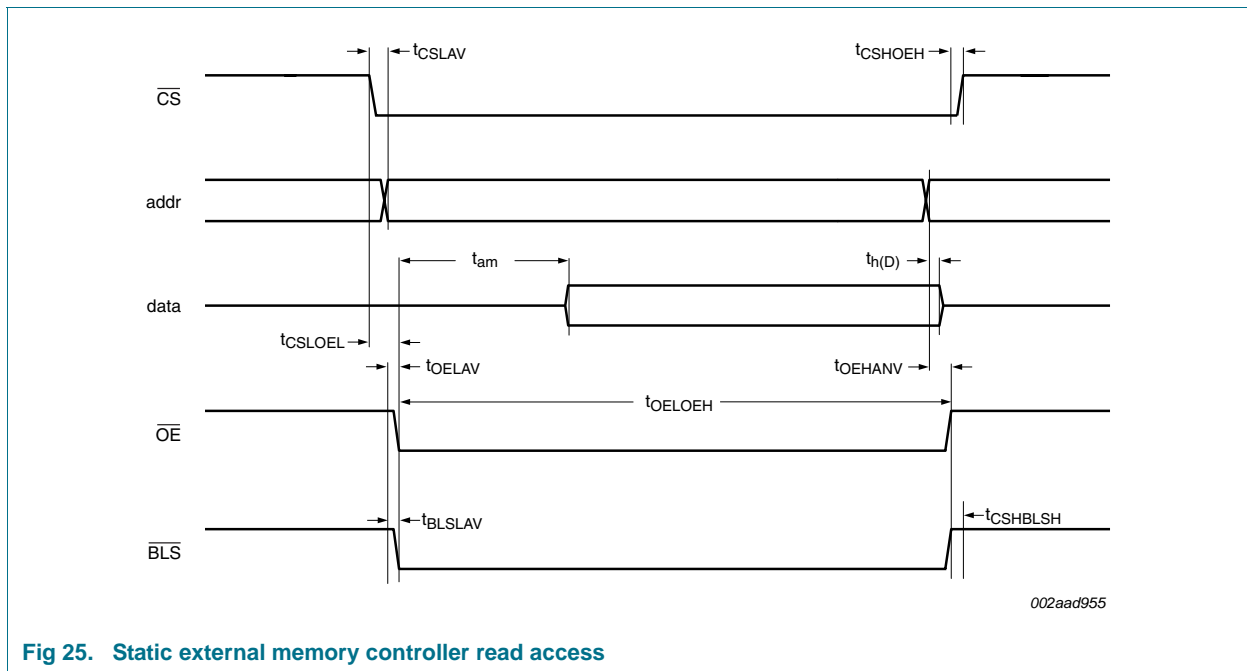 tCSLAV
tCSHOEH
CS
addr
tam
th(D)
data
tCSLOEL
tOELAV
tOEHANV
tOELOEH
OE
tBLSLAV
tCSHBLSH
BLS
002aad955
Fig 25. Static external memory controller read access